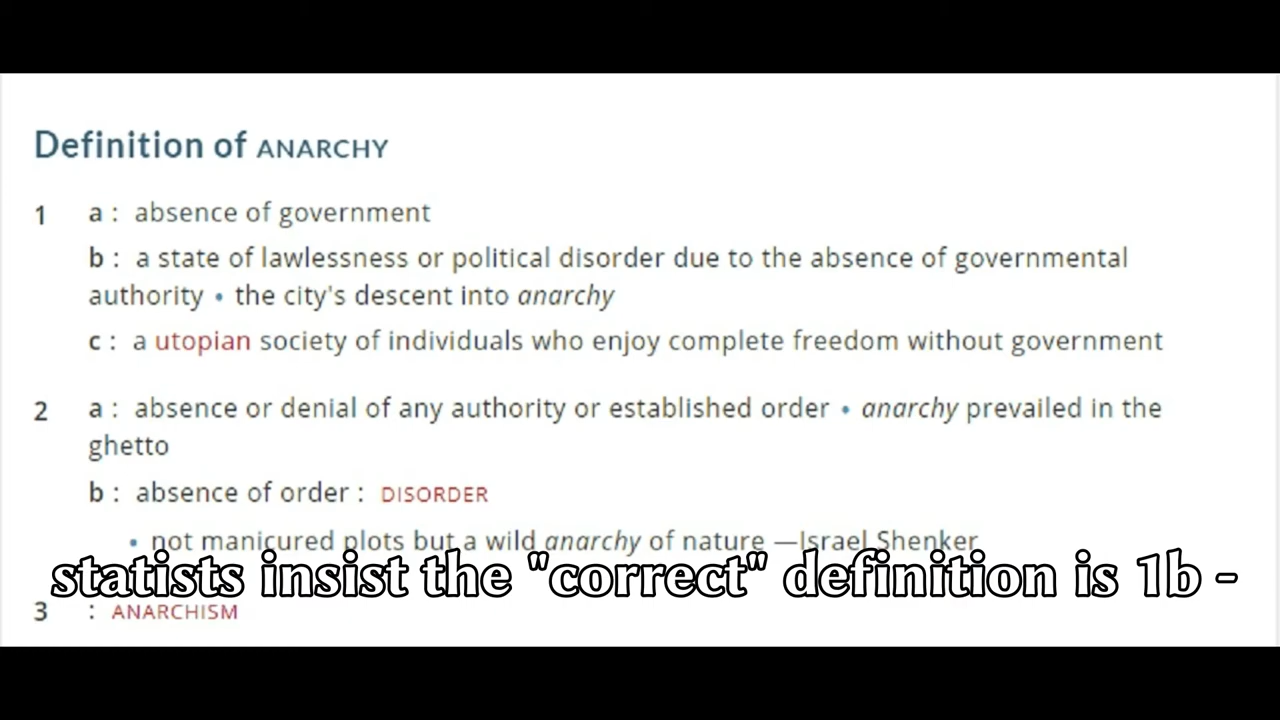 Definition of ANARCHY
1 a : absence of government
b : a state of lawlessness or political disorder due to the absence of governmental
authority • the city's descent into anarchy
c : a utopian society of individuals who enjoy complete freedom without government
2 a : absence or denial of any authority or established order • anarchy prevailed in the
ghetto
b : absence of order : DISORDER
• not manicured plots but a wild anarchy of nature —Israel Shenker
statists insist the "correct" definition is 1b -
3 : ANARCHISM